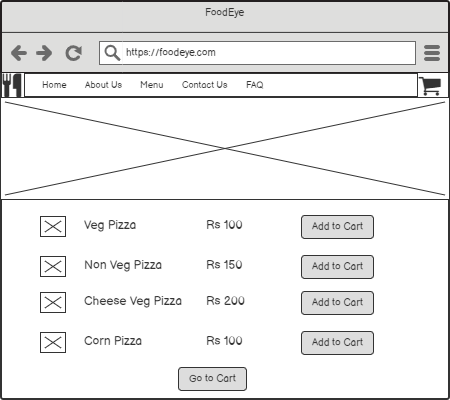 FoodEye
https://foodeye.com
Home About Us Menu Contact Us FAQ
Veg Pizza Rs 100 Add to Cart
Non Veg Pizza Rs 150 Add to Cart
Cheese Veg Pizza Rs 200 Add to Cart
Corn Pizza Rs 100 Add to Cart
Go to Cart